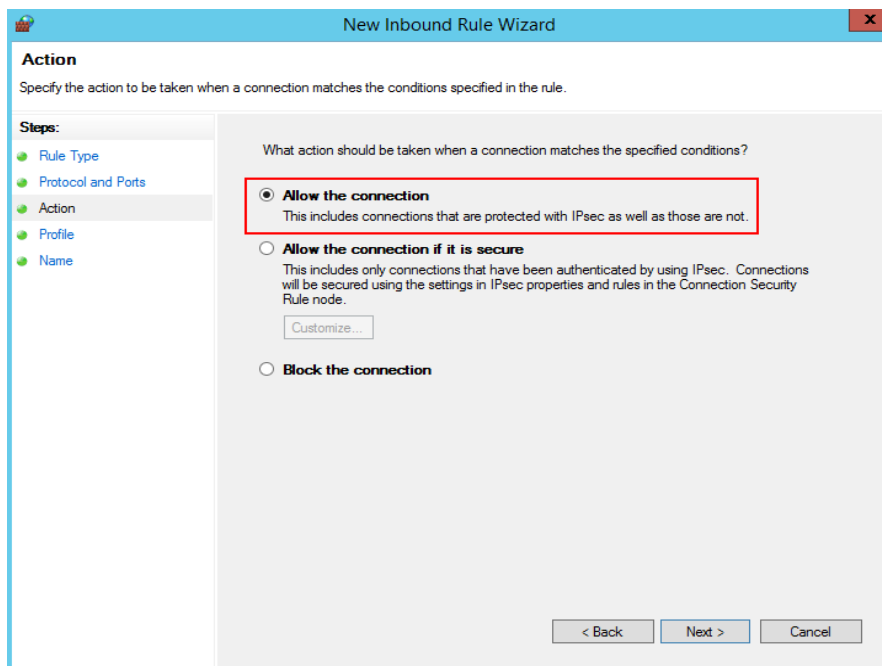 New Inbound Rule Wizard
x
Action
Specify the action to be taken when a connection matches the conditions specified in the rule.
Steps:
Rule Type
Protocol and Ports
Action
Profile
Name
What action should be taken when a connection matches the specified conditions?
Allow the connection
This includes connections that are protected with IPsec as well as those are not.
Allow the connection if it is secure
This includes only connections that have been authenticated by using IPsec. Connections
will be secured using the settings in IPsec properties and rules in the Connection Security
Rule node.
Customize...
Block the connection
< Back
Next >
Cancel